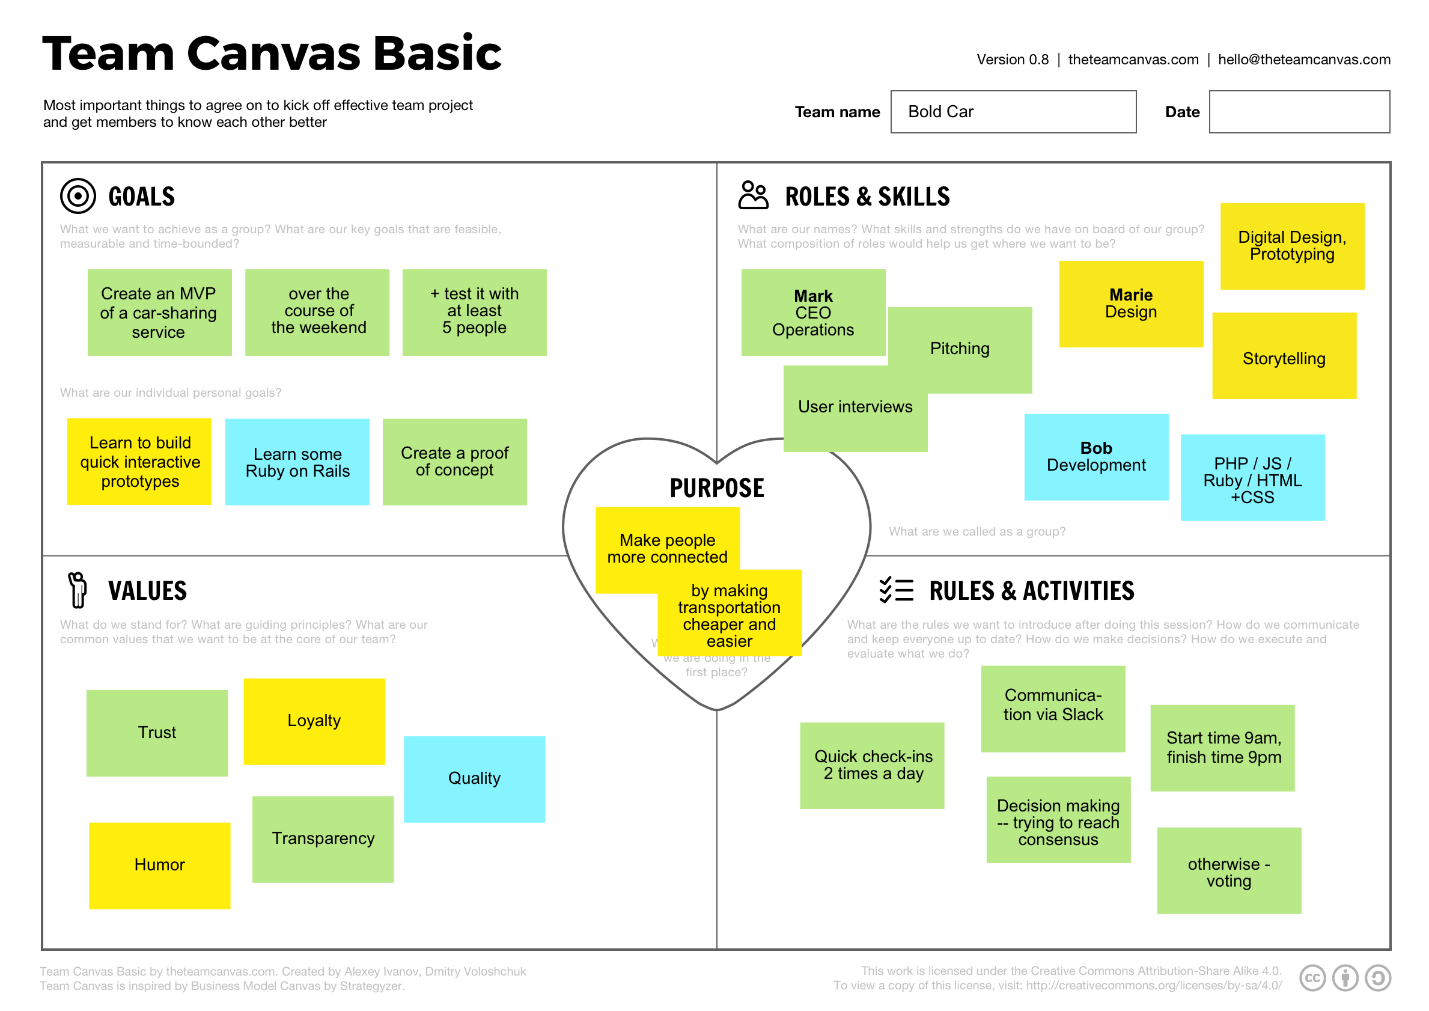 Team Canvas Basic
Version 0.8 | theteamcanvas.com | hello@theteamcanvas.com
Most important things to agree on to kick off effective team project
and get members to know each other better
Team name
Bold Car
Date
GOALS
What we want to achieve as a group? What are our key goals that are feasible,
measurable and time-bounded?
Create an MVP
of a car-sharing
service
over the
course of
the weekend
+ test it with
at least
5 people
What are our individual personal goals?
Learn to build
quick interactive
prototypes
Learn some
Ruby on Rails
Create a proof
of concept
ROLES & SKILLS
What are our names? What skills and strengths do we have on board of our group?
What composition of roles would help us get where we want to be?
Mark
CEO
Operations
Pitching
User interviews
Marie
Design
Digital Design,
Prototyping
Storytelling
Bob
Development
PHP / JS /
Ruby / HTML
+CSS
What are we called as a group?
PURPOSE
Make people
more connected
by making
transportation
cheaper and
easier
we are doing in the
first place?
VALUES
What do we stand for? What are guiding principles? What are our
common values that we want to be at the core of our team?
Trust
Loyalty
Quality
Humor
Transparency
RULES & ACTIVITIES
What are the rules we want to introduce after doing this session? How do we communicate
and keep everyone up to date? How do we make decisions? How do we execute and
evaluate what we do?
Quick check-ins
2 times a day
Communica-
tion via Slack
Start time 9am,
finish time 9pm
Decision making
-- trying to reach
consensus
otherwise -
voting
Team Canvas Basic by theteamcanvas.com. Created by Alexey Ivanov, Dmitry Voloshchuk
Team Canvas is inspired by Business Model Canvas by Strategyzer.
This work is licensed under the Creative Commons Attribution-Share Alike 4.0.
To view a copy of this license, visit: http://creativecommons.org/licenses/by-sa/4.0/
cc